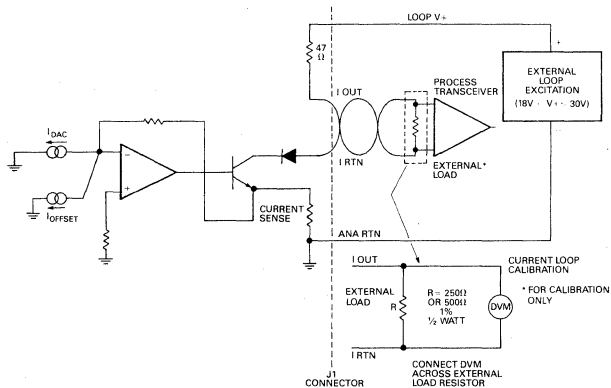 LOOP V+
47
Ω
I OUT
PROCESS
TRANSCEIVER
+
EXTERNAL
LOOP
EXCITATION
(18V - V+ - 30V)
I DAC
I OFFSET
−
+
I RTN
EXTERNAL*
LOAD
CURRENT
SENSE
ANA RTN
I OUT
CURRENT LOOP
CALIBRATION
EXTERNAL
LOAD
R
R = 250Ω
OR 500Ω
1%
½ WATT
DVM
* FOR CALIBRATION
ONLY
I RTN
J1
CONNECTOR
CONNECT DVM
ACROSS EXTERNAL
LOAD RESISTOR